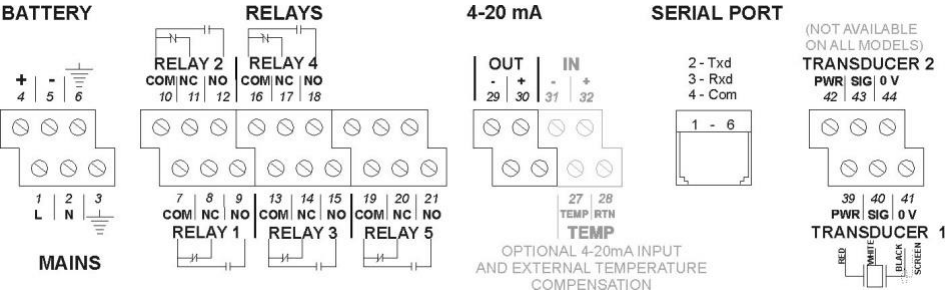 BATTERY RELAYS 4-20 mA SERIAL PORT
(NOT AVAILABLE
ON ALL MODELS)
RELAY 2 RELAY 4 OUT IN 2 - Txd TRANSDUCER 2
+ - COM NC NO COM NC NO - + - + 3 - Rxd PWR SIG 0 V
4 5 6 10 11 12 16 17 18 29 30 31 32 4 - Com 42 43 44
1 - 6
1 2 3 7 8 9 13 14 15 19 20 21 27 28 39 40 41
L N COM NC NO COM NC NO COM NC NO TEMP RTN PWR SIG 0 V
RELAY 1 RELAY 3 RELAY 5 TEMP TRANSDUCER 1
MAINS
OPTIONAL 4-20mA INPUT
AND EXTERNAL TEMPERATURE
COMPENSATION
RED WHITE BLACK SCREEN